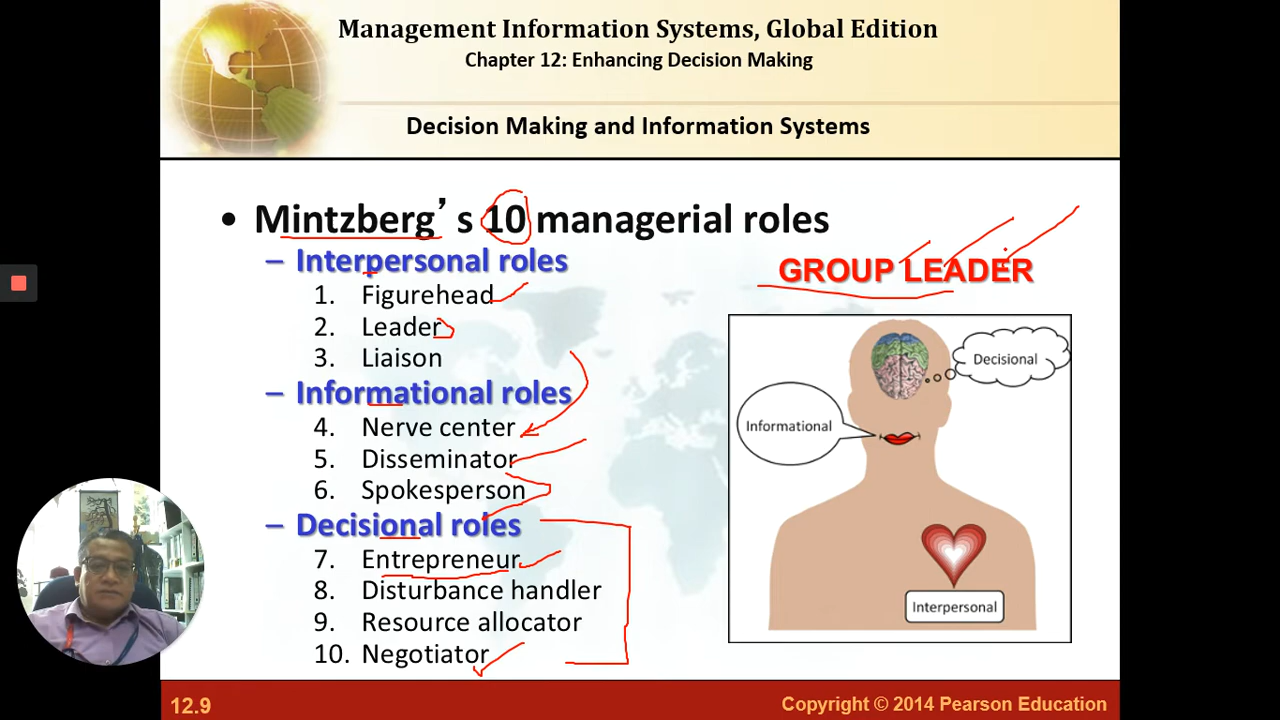 Management Information Systems, Global Edition
Chapter 12: Enhancing Decision Making
Decision Making and Information Systems
• Mintzberg's 10 managerial roles
– Interpersonal roles
1. Figurehead
2. Leader
3. Liaison
– Informational roles
4. Nerve center
5. Disseminator
6. Spokesperson
– Decisional roles
7. Entrepreneur
8. Disturbance handler
9. Resource allocator
10. Negotiator
GROUP LEADER
Decisional
Informational
Interpersonal
12.9
Copyright © 2014 Pearson Education